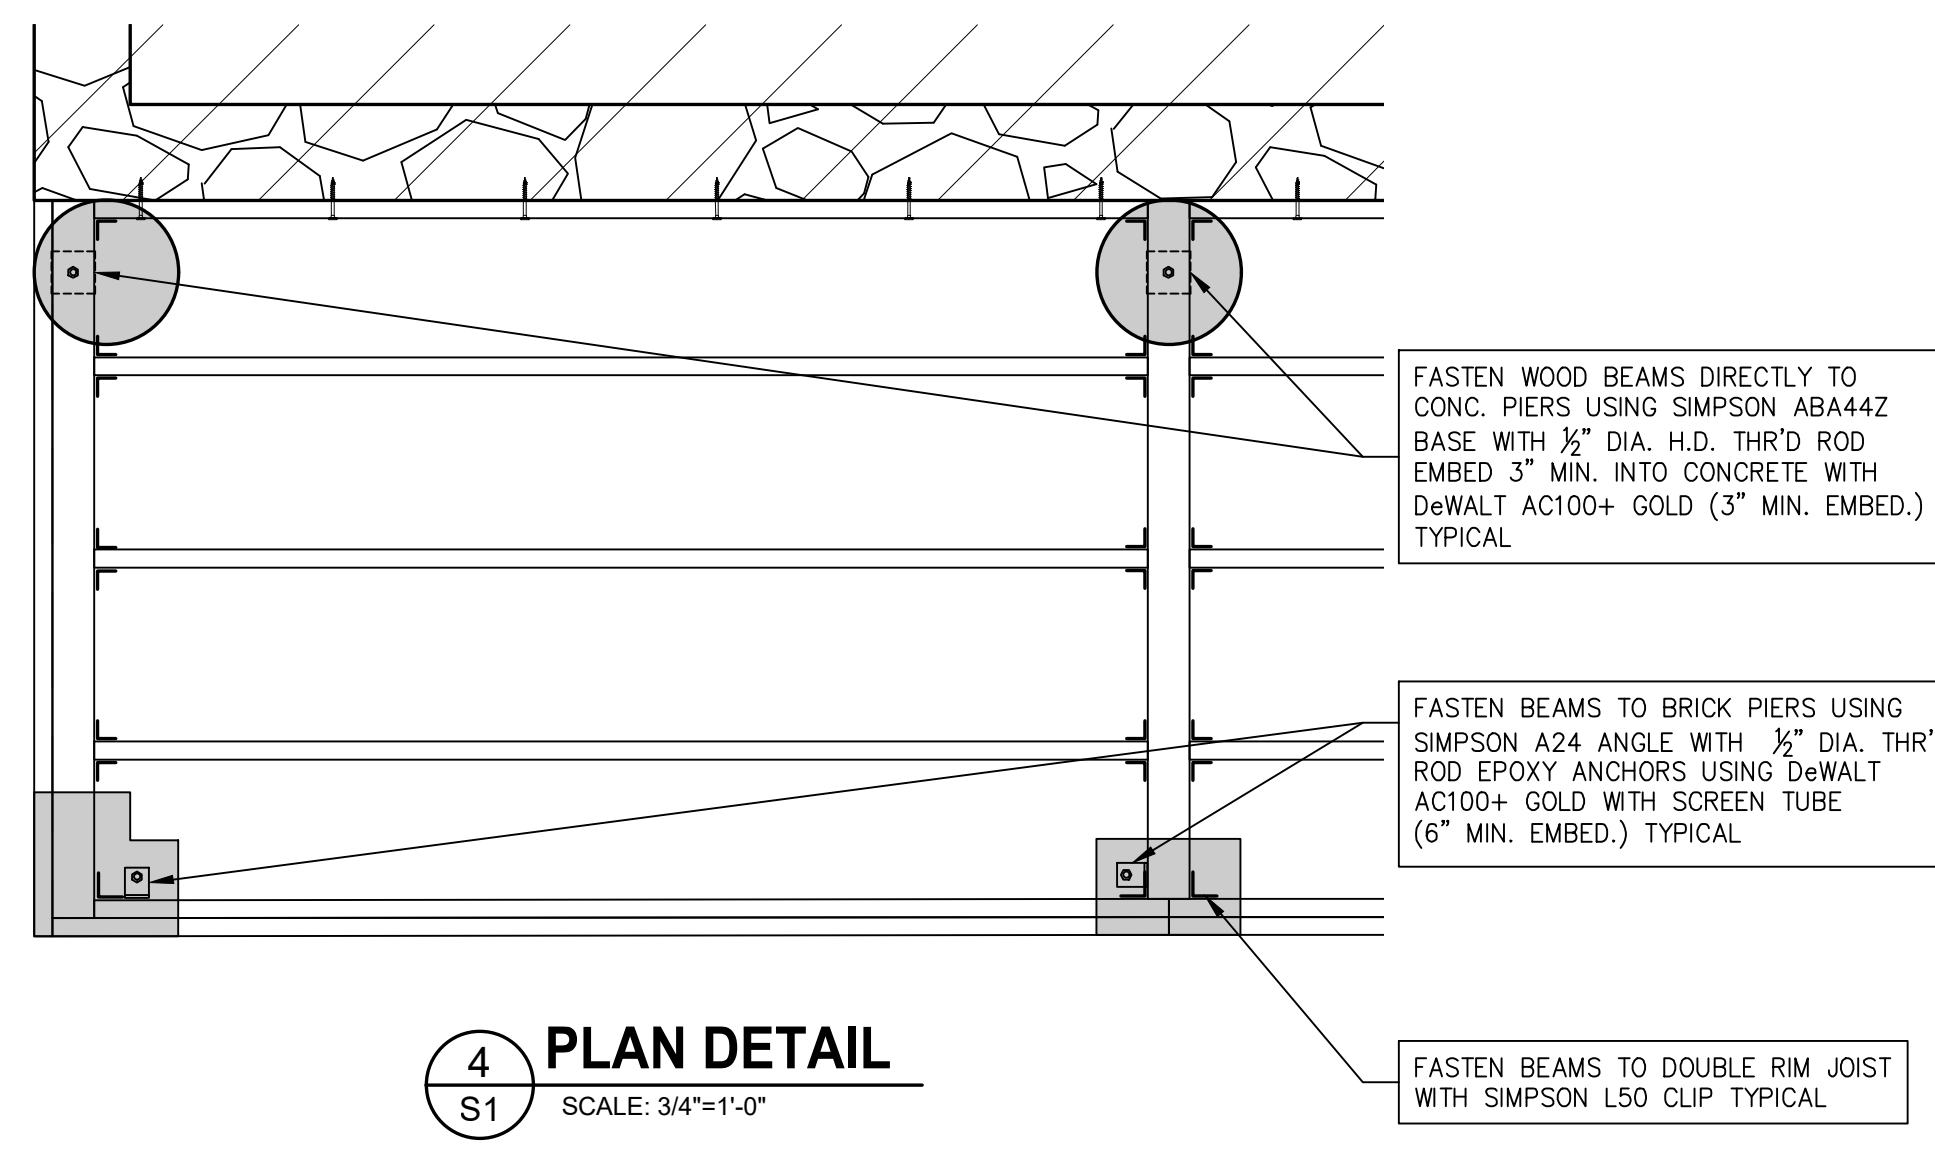 FASTEN WOOD BEAMS DIRECTLY TO
CONC. PIERS USING SIMPSON ABA44Z
BASE WITH ½" DIA. H.D. THR'D ROD
EMBED 3" MIN. INTO CONCRETE WITH
DeWALT AC100+ GOLD (3" MIN. EMBED.)
TYPICAL
FASTEN BEAMS TO BRICK PIERS USING
SIMPSON A24 ANGLE WITH ½" DIA. THR'
ROD EPOXY ANCHORS USING DeWALT
AC100+ GOLD WITH SCREEN TUBE
(6" MIN. EMBED.) TYPICAL
FASTEN BEAMS TO DOUBLE RIM JOIST
WITH SIMPSON L50 CLIP TYPICAL
4
S1
PLAN DETAIL
SCALE: 3/4"=1'-0"